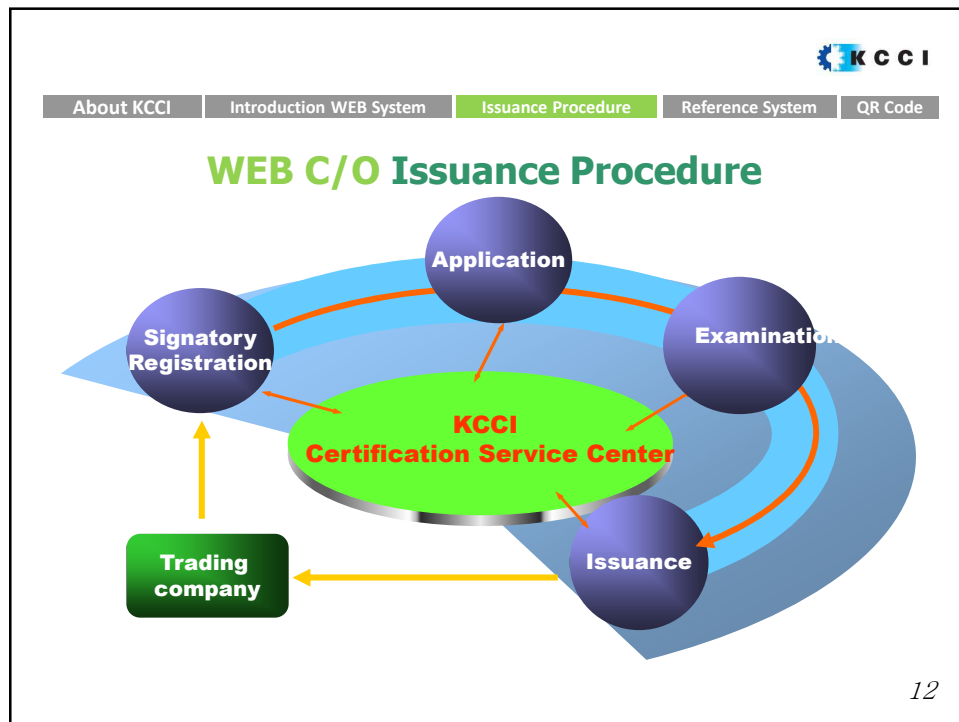 KCCI
About KCCI
Introduction WEB System
Issuance Procedure
Reference System
QR Code
WEB C/O Issuance Procedure
Application
Signatory
Registration
Examination
KCCI
Certification Service Center
Issuance
Trading
company
12